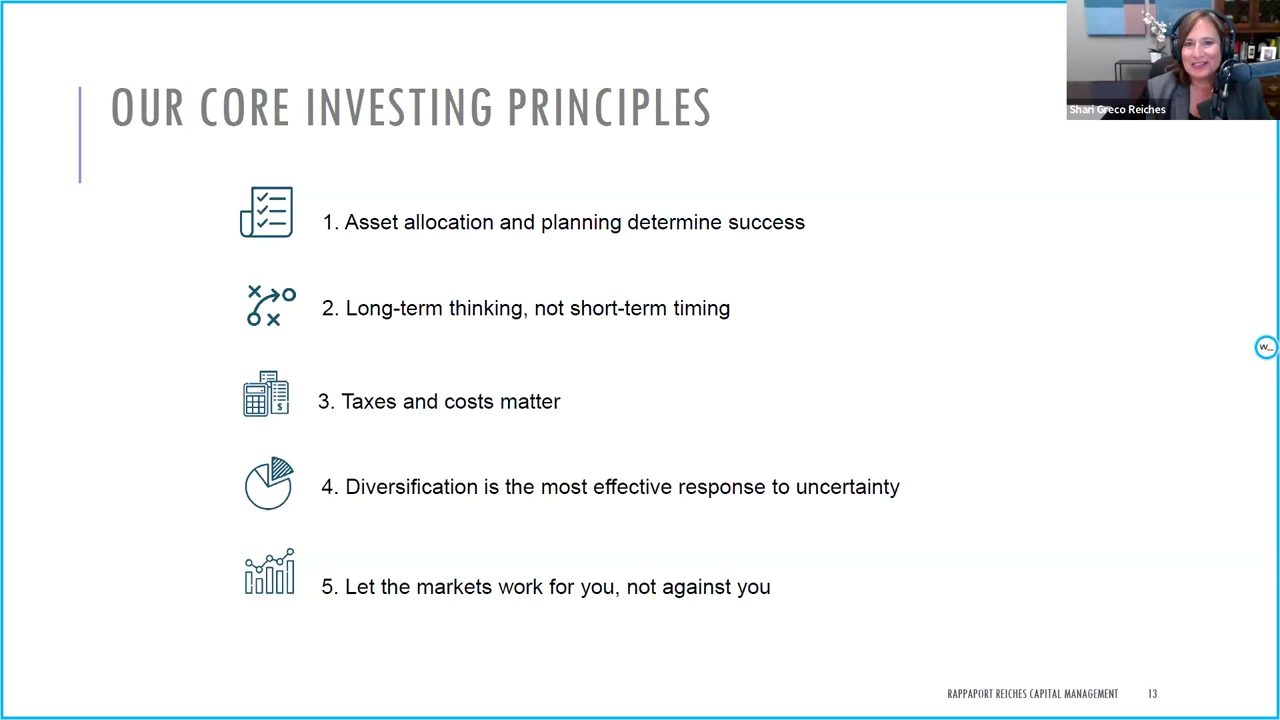 OUR CORE INVESTING PRINCIPLES
Shari Greco Reiches
1. Asset allocation and planning determine success
2. Long-term thinking, not short-term timing
W_
3. Taxes and costs matter
$
4. Diversification is the most effective response to uncertainty
5. Let the markets work for you, not against you
RAPPAPORT REICHES CAPITAL MANAGEMENT 13